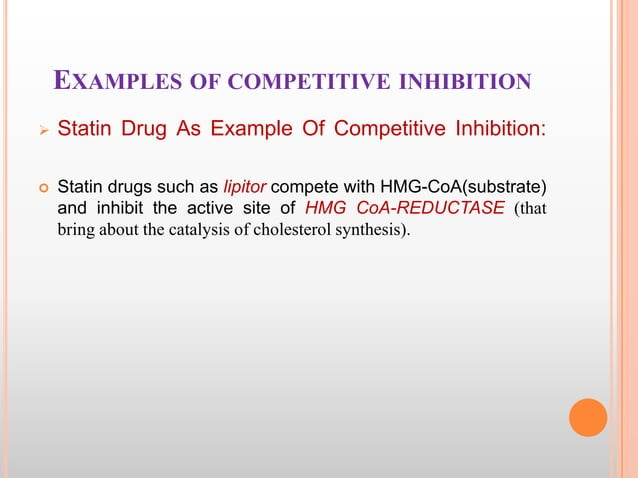 EXAMPLES OF COMPETITIVE INHIBITION
Statin Drug As Example Of Competitive Inhibition:
Statin drugs such as lipitor compete with HMG-CoA(substrate)
and inhibit the active site of HMG CoA-REDUCTASE (that
bring about the catalysis of cholesterol synthesis).